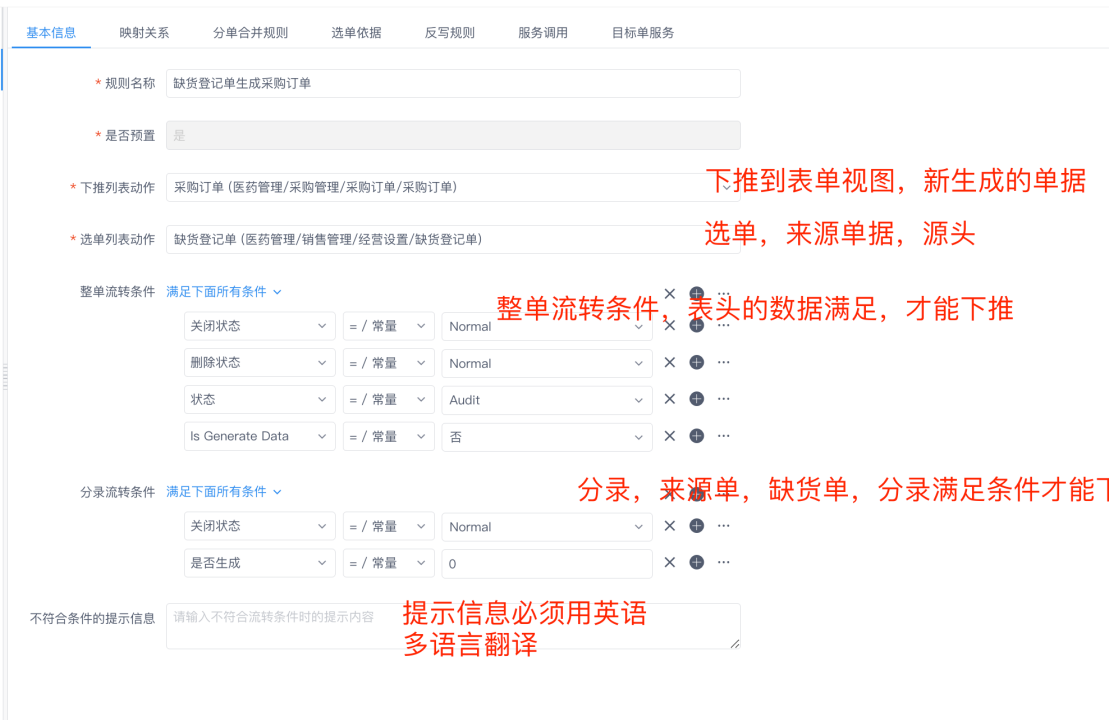 基本信息 映射关系 分单合并规则 选单依据 反写规则 服务调用 目标单服务
* 规则名称 缺货登记单生成采购订单
* 是否预置 是
* 下推列表动作 采购订单 (医药管理/采购管理/采购订单/采购订单)
下推到表单视图，新生成的单据
* 选单列表动作 缺货登记单 (医药管理/销售管理/经营设置/缺货登记单)
选单，来源单据，源头
整单流转条件 满足下面所有条件
整单流转条件，表头的数据满足，才能下推
关闭状态 = / 常量 Normal
删除状态 = / 常量 Normal
状态 = / 常量 Audit
Is Generate Data = / 常量 否
分录流转条件 满足下面所有条件
分录，来源单，缺货单，分录满足条件才能
关闭状态 = / 常量 Normal
是否生成 = / 常量 0
不符合条件的提示信息 请输入不符合流转条件时的提示内容
提示信息必须用英语
多语言翻译